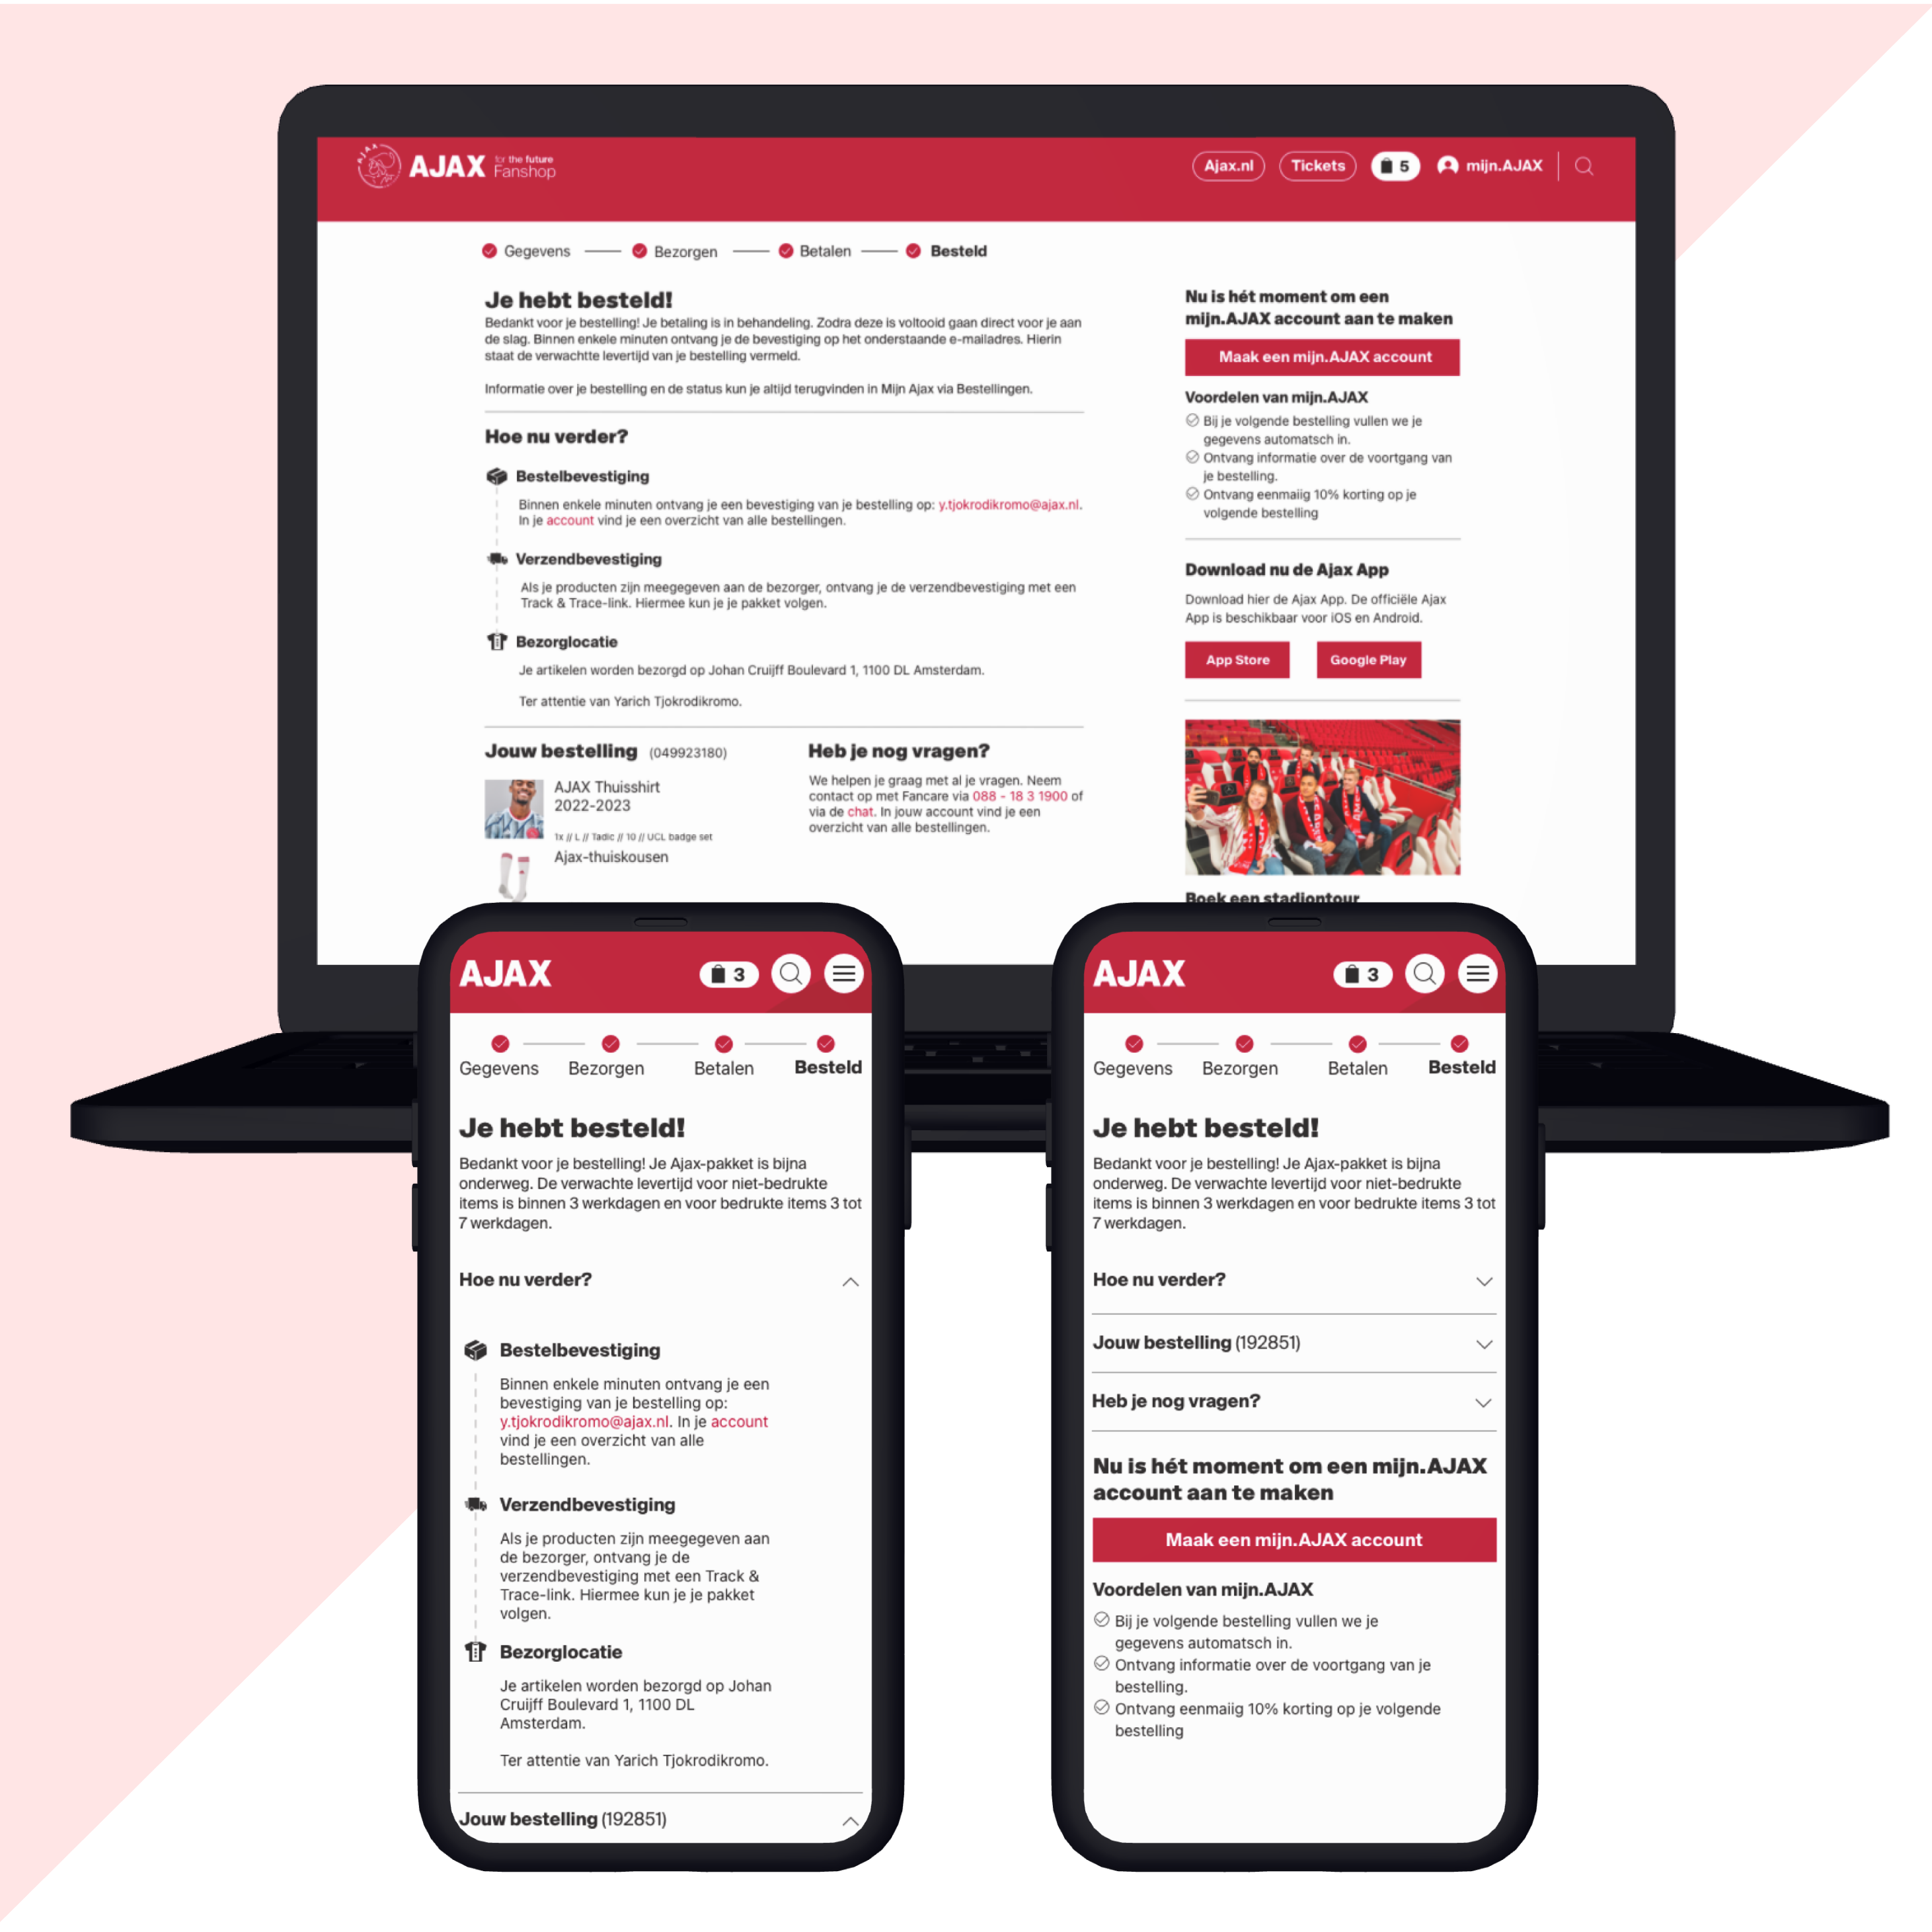 AJAX for the future
Fanshop
Ajax.nl
Tickets
5
mijn.AJAX
Gegevens
Bezorgen
Betalen
Besteld
Je hebt besteld!
Bedankt voor je bestelling! Je betaling is in behandeling. Zodra deze is voltooid gaan direct voor je aan
de slag. Binnen enkele minuten ontvang je de bevestiging op het onderstaande e-mailadres. Hierin
staat de verwachtte levertijd van je bestelling vermeld.
Informatie over je bestelling en de status kun je altijd terugvinden in Mijn Ajax via Bestellingen.
Hoe nu verder?
Bestelbevestiging
Binnen enkele minuten ontvang je een bevestiging van je bestelling op: y.tjokrodikromo@ajax.nl.
In je account vind je een overzicht van alle bestellingen.
Verzendbevestiging
Als je producten zijn meegegeven aan de bezorger, ontvang je de verzendbevestiging met een
Track & Trace-link. Hiermee kun je je pakket volgen.
Bezorglocatie
Je artikelen worden bezorgd op Johan Cruijff Boulevard 1, 1100 DL Amsterdam.
Ter attentie van Yarich Tjokrodikromo.
Jouw bestelling (049923180)
AJAX Thuisshirt
2022-2023
1x // L // Tadic // 10 // UCL badge set
Ajax-thuiskousen
Heb je nog vragen?
We helpen je graag met al je vragen. Neem
contact op met Fancare via 088 - 18 3 1900 of
via de chat. In jouw account vind je een
overzicht van alle bestellingen.
Nu is hét moment om een
mijn.AJAX account aan te maken
Maak een mijn.AJAX account
Voordelen van mijn.AJAX
Bij je volgende bestelling vullen we je
gegevens automatsch in.
Ontvang informatie over de voortgang van
je bestelling.
Ontvang eenmaiig 10% korting op je
volgende bestelling
Download nu de Ajax App
Download hier de Ajax App. De officiële Ajax
App is beschikbaar voor iOS en Android.
App Store
Google Play
Boek een stadiontour
AJAX
3
Gegevens
Bezorgen
Betalen
Besteld
Je hebt besteld!
Bedankt voor je bestelling! Je Ajax-pakket is bijna
onderweg. De verwachte levertijd voor niet-bedrukte
items is binnen 3 werkdagen en voor bedrukte items 3 tot
7 werkdagen.
Hoe nu verder?
Bestelbevestiging
Binnen enkele minuten ontvang je een
bevestiging van je bestelling op:
y.tjokrodikromo@ajax.nl. In je account
vind je een overzicht van alle
bestellingen.
Verzendbevestiging
Als je producten zijn meegegeven aan
de bezorger, ontvang je de
verzendbevestiging met een Track &
Trace-link. Hiermee kun je je pakket
volgen.
Bezorglocatie
Je artikelen worden bezorgd op Johan
Cruijff Boulevard 1, 1100 DL
Amsterdam.
Ter attentie van Yarich Tjokrodikromo.
Jouw bestelling (192851)
AJAX
3
Gegevens
Bezorgen
Betalen
Besteld
Je hebt besteld!
Bedankt voor je bestelling! Je Ajax-pakket is bijna
onderweg. De verwachte levertijd voor niet-bedrukte
items is binnen 3 werkdagen en voor bedrukte items 3 tot
7 werkdagen.
Hoe nu verder?
Jouw bestelling (192851)
Heb je nog vragen?
Nu is hét moment om een mijn.AJAX
account aan te maken
Maak een mijn.AJAX account
Voordelen van mijn.AJAX
Bij je volgende bestelling vullen we je
gegevens automatsch in.
Ontvang informatie over de voortgang van je
bestelling.
Ontvang eenmaiig 10% korting op je volgende
bestelling